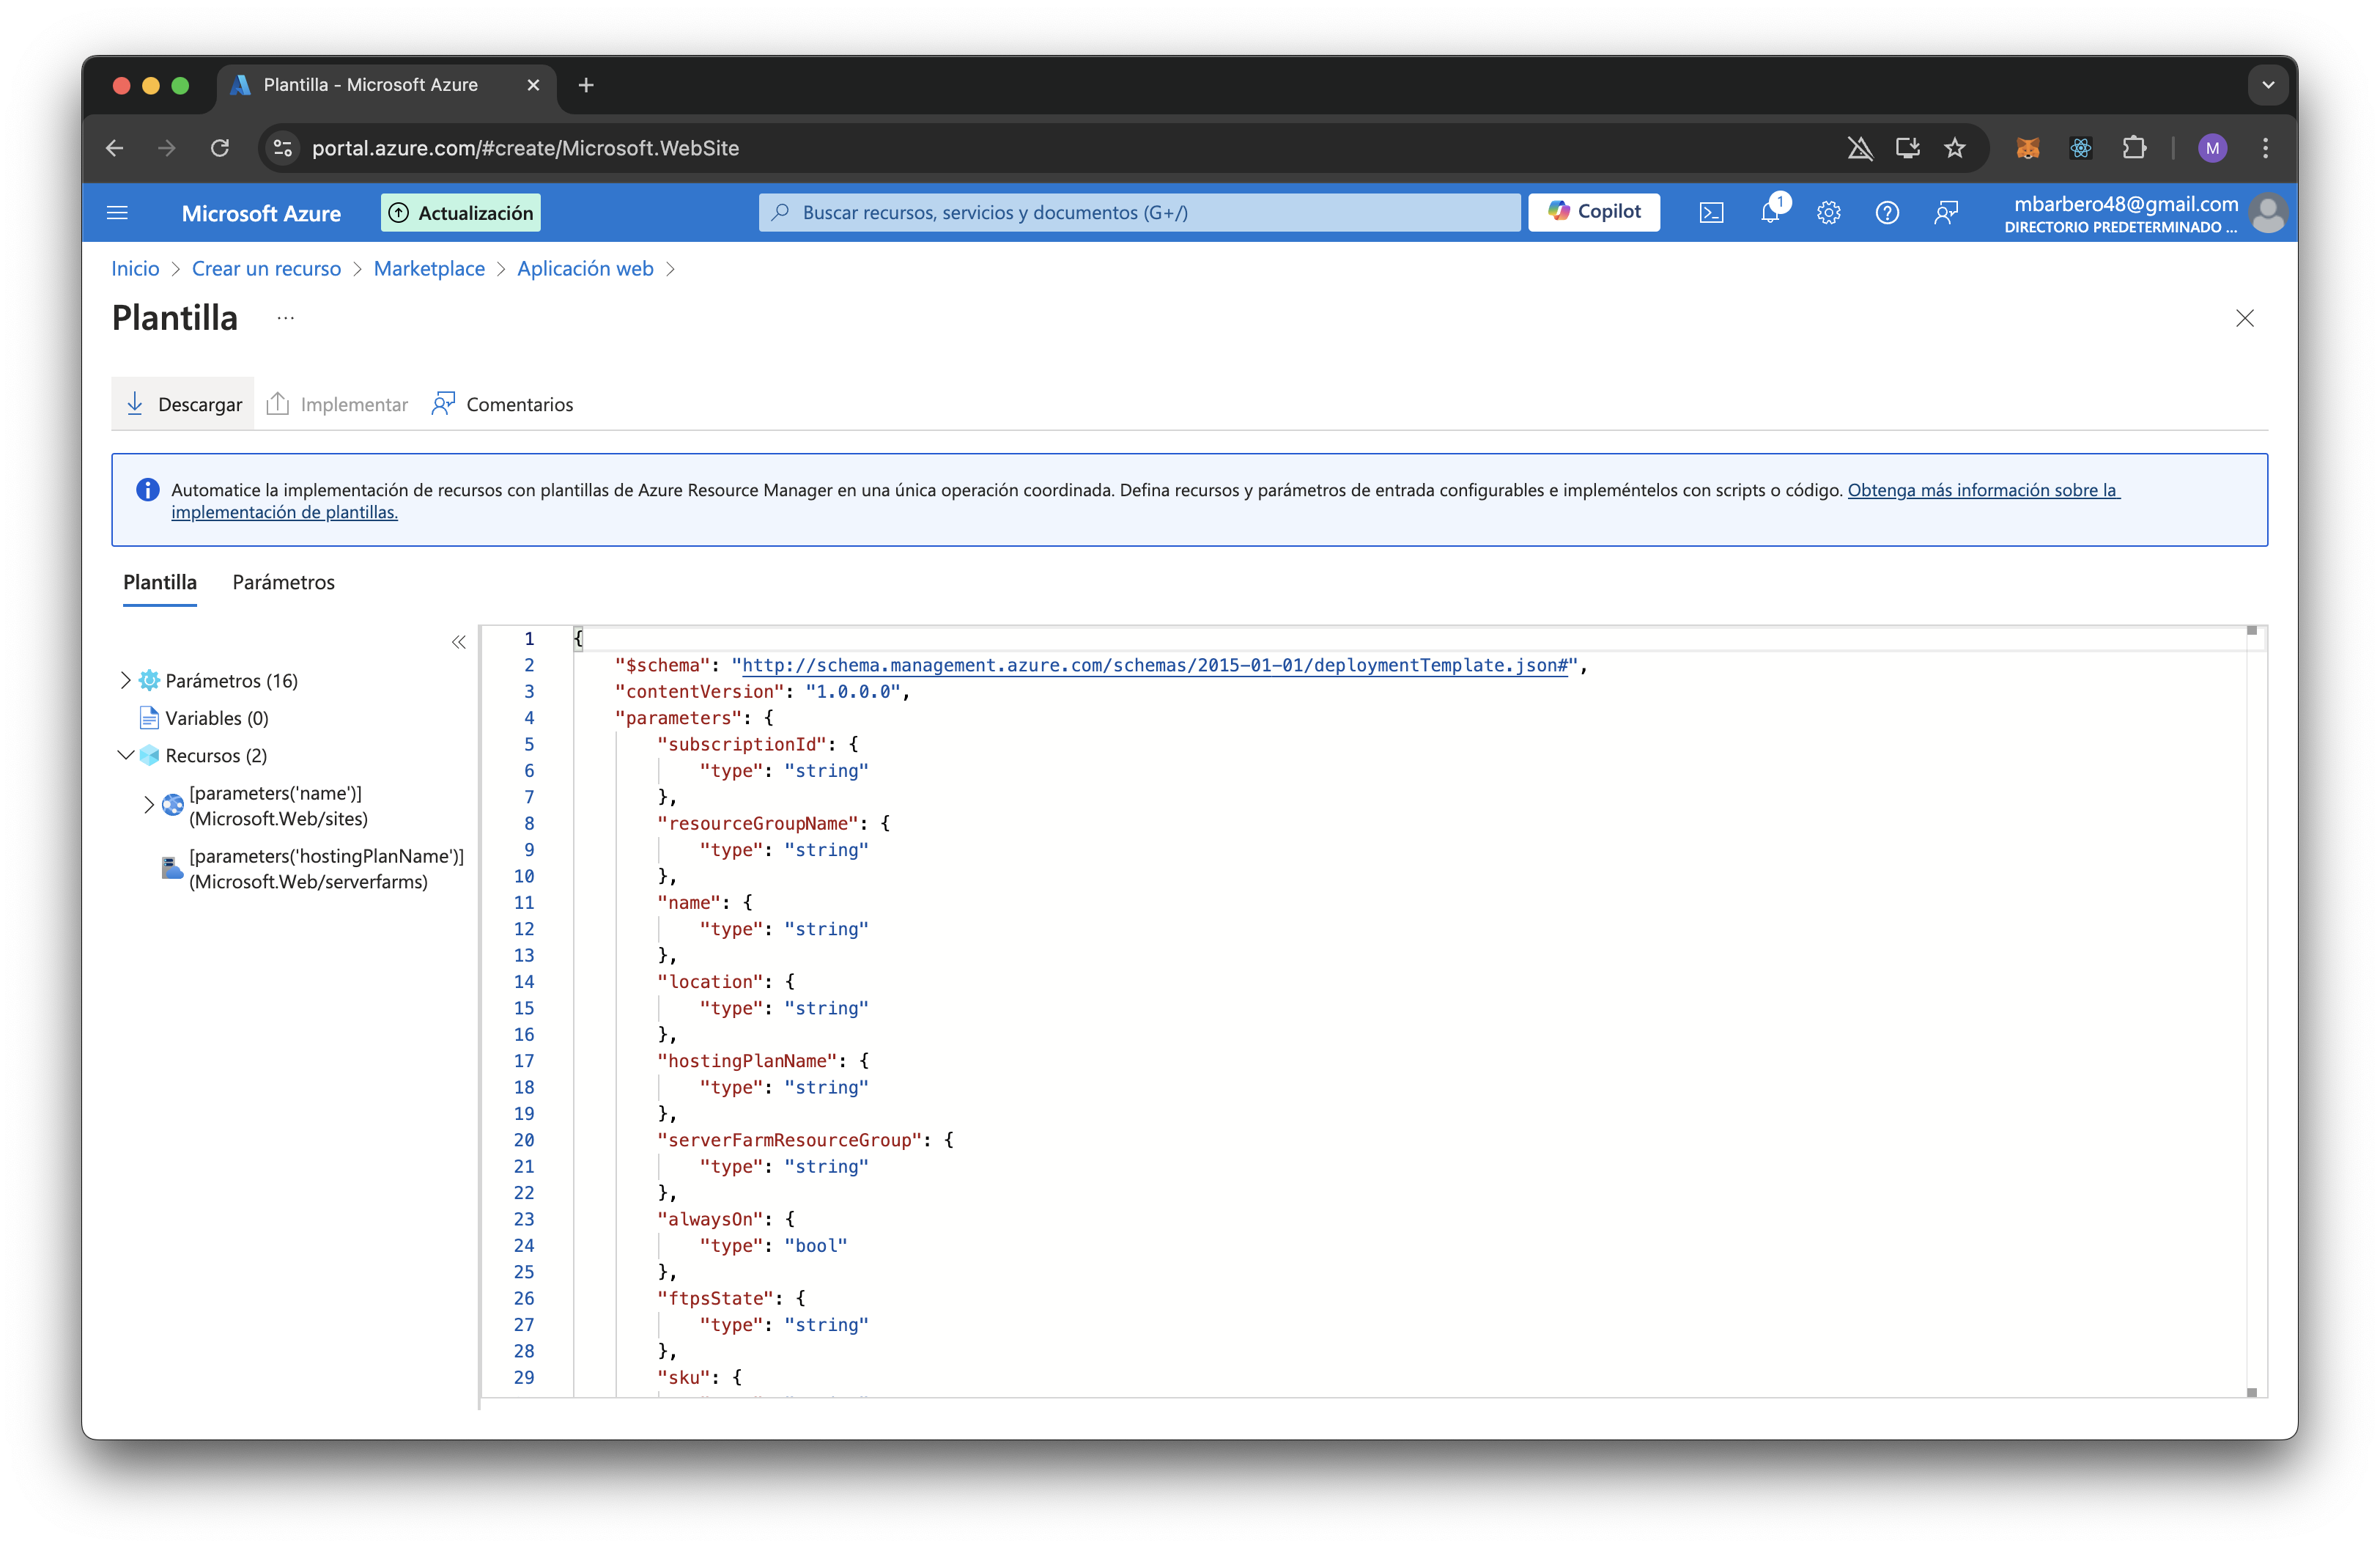 Plantilla - Microsoft Azure
portal.azure.com/#create/Microsoft.WebSite
M
Microsoft Azure
Actualización
Buscar recursos, servicios y documentos (G+/)
Copilot
1
mbarbero48@gmail.com
DIRECTORIO PREDETERMINADO ...
Inicio > Crear un recurso > Marketplace > Aplicación web >
Plantilla ...
Descargar
Implementar
Comentarios
Automatice la implementación de recursos con plantillas de Azure Resource Manager en una única operación coordinada. Defina recursos y parámetros de entrada configurables e impleméntelos con scripts o código. Obtenga más información sobre la
implementación de plantillas.
Plantilla
Parámetros
Parámetros (16)
Variables (0)
Recursos (2)
[parameters('name')]
(Microsoft.Web/sites)
[parameters('hostingPlanName')]
(Microsoft.Web/serverfarms)
1 {
2 "$schema": "http://schema.management.azure.com/schemas/2015-01-01/deploymentTemplate.json#",
3 "contentVersion": "1.0.0.0",
4 "parameters": {
5 "subscriptionId": {
6 "type": "string"
7 },
8 "resourceGroupName": {
9 "type": "string"
10 },
11 "name": {
12 "type": "string"
13 },
14 "location": {
15 "type": "string"
16 },
17 "hostingPlanName": {
18 "type": "string"
19 },
20 "serverFarmResourceGroup": {
21 "type": "string"
22 },
23 "alwaysOn": {
24 "type": "bool"
25 },
26 "ftpsState": {
27 "type": "string"
28 },
29 "sku": {